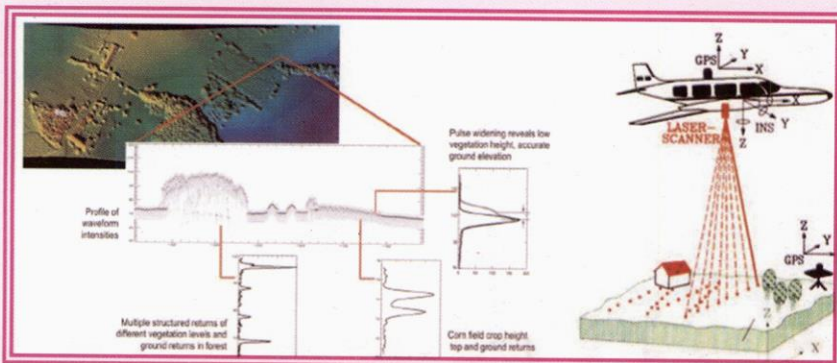 Profile of
waveform
intensities
Pulse widening reveals low
vegetation height, accurate
ground elevation
Multiple structured returns of
different vegetation levels and
ground returns in forest
Corn field crop height
top and ground returns
Z
Y
GPS
X
X
Y
INS
Z
LASER-
SCANNER
Z
Y
GPS
X
Z
X